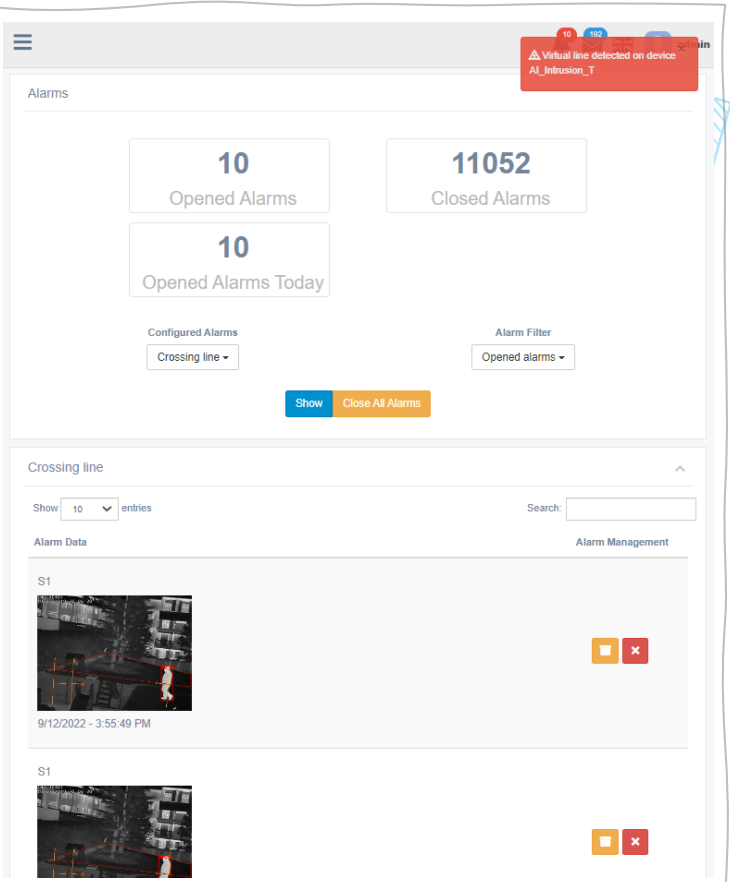 10 192
admin
Virtual line detected on device ×
AI_Intrusion_T
Alarms
10
Opened Alarms
11052
Closed Alarms
10
Opened Alarms Today
Configured Alarms
Crossing line
Alarm Filter
Opened alarms
Show Close All Alarms
Crossing line
Show 10 entries
Search:
Alarm Data Alarm Management
S1
9/12/2022 - 3:55:49 PM
S1